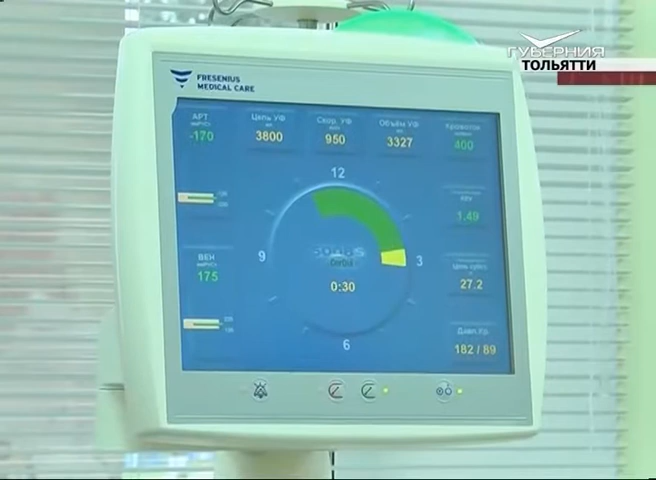 ГУБЕРНИЯ
ТОЛЬЯТТИ
FRESENIUS
MEDICAL CARE
АРТ
-170
Цель УФ
3800
Скор. УФ
950
Объём УФ
3327
Кровоток
400
12
9
3
6
0:30
1.49
ВЕН
175
27.2
Давл.Кр.
182 / 89